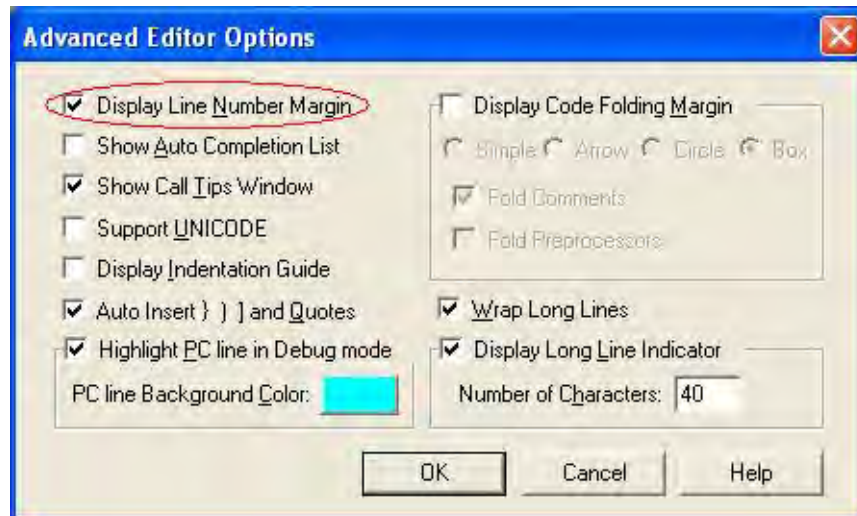 Advanced Editor Options
Display Line Number Margin
Show Auto Completion List
Show Call Tips Window
Support UNICODE
Display Indentation Guide
Auto Insert } ) ] and Quotes
Highlight PC line in Debug mode
PC line Background Color:
Display Code Folding Margin
Simple Arrow Circle Box
Fold Comments
Fold Preprocessors
Wrap Long Lines
Display Long Line Indicator
Number of Characters: 40
OK Cancel Help